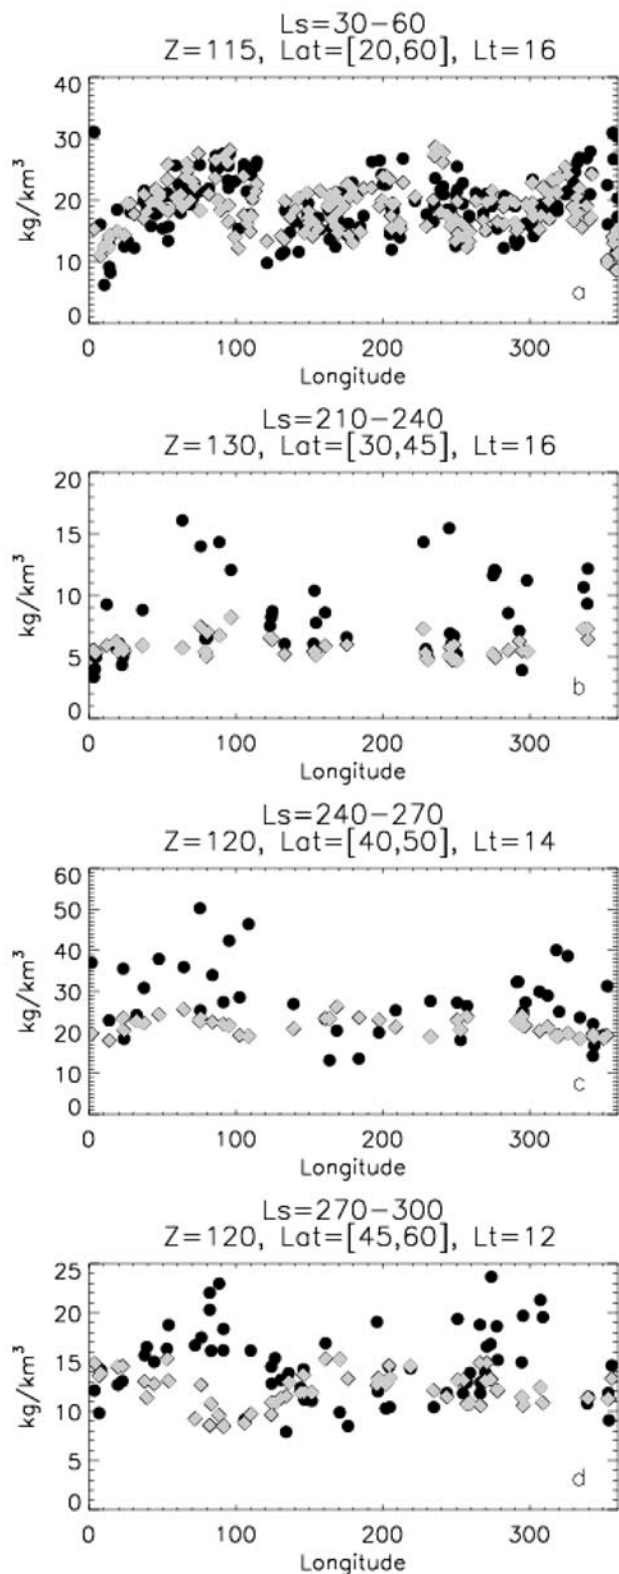 Ls=30−60
Z=115, Lat=[20,60], Lt=16
40
30
20
10
0
kg/km³
a
0 100 200 300
Longitude
Ls=210−240
Z=130, Lat=[30,45], Lt=16
20
15
10
5
0
kg/km³
b
0 100 200 300
Longitude
Ls=240−270
Z=120, Lat=[40,50], Lt=14
60
50
40
30
20
10
0
kg/km³
c
0 100 200 300
Longitude
Ls=270−300
Z=120, Lat=[45,60], Lt=12
25
20
15
10
5
0
kg/km³
d
0 100 200 300
Longitude